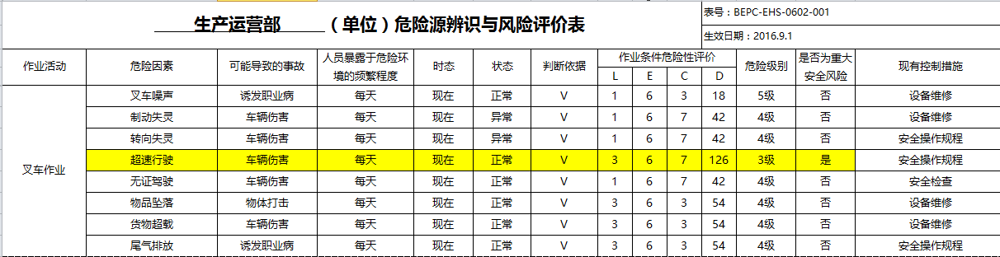 生产运营部 （单位）危险源辨识与风险评价表
表号：BEPC-EHS-0602-001
生效日期：2016.9.1
作业活动 危险因素 可能导致的事故 人员暴露于危险环境的频繁程度 时态 状态 判断依据 作业条件危险性评价 危险级别 是否为重大安全风险 现有控制措施
L E C D
叉车作业
叉车噪声 诱发职业病 每天 现在 正常 V 1 6 3 18 5级 否 设备维修
制动失灵 车辆伤害 每天 现在 异常 V 1 6 7 42 4级 否 设备维修
转向失灵 车辆伤害 每天 现在 异常 V 1 6 7 42 4级 否 安全操作规程
超速行驶 车辆伤害 每天 现在 正常 V 3 6 7 126 3级 是 安全操作规程
无证驾驶 车辆伤害 每天 现在 正常 V 1 6 7 42 4级 否 安全检查
物品坠落 物体打击 每天 现在 正常 V 3 6 3 54 4级 否 设备维修
货物超载 车辆伤害 每天 现在 正常 V 3 6 3 54 4级 否 设备维修
尾气排放 诱发职业病 每天 现在 正常 V 3 6 3 54 4级 否 安全操作规程